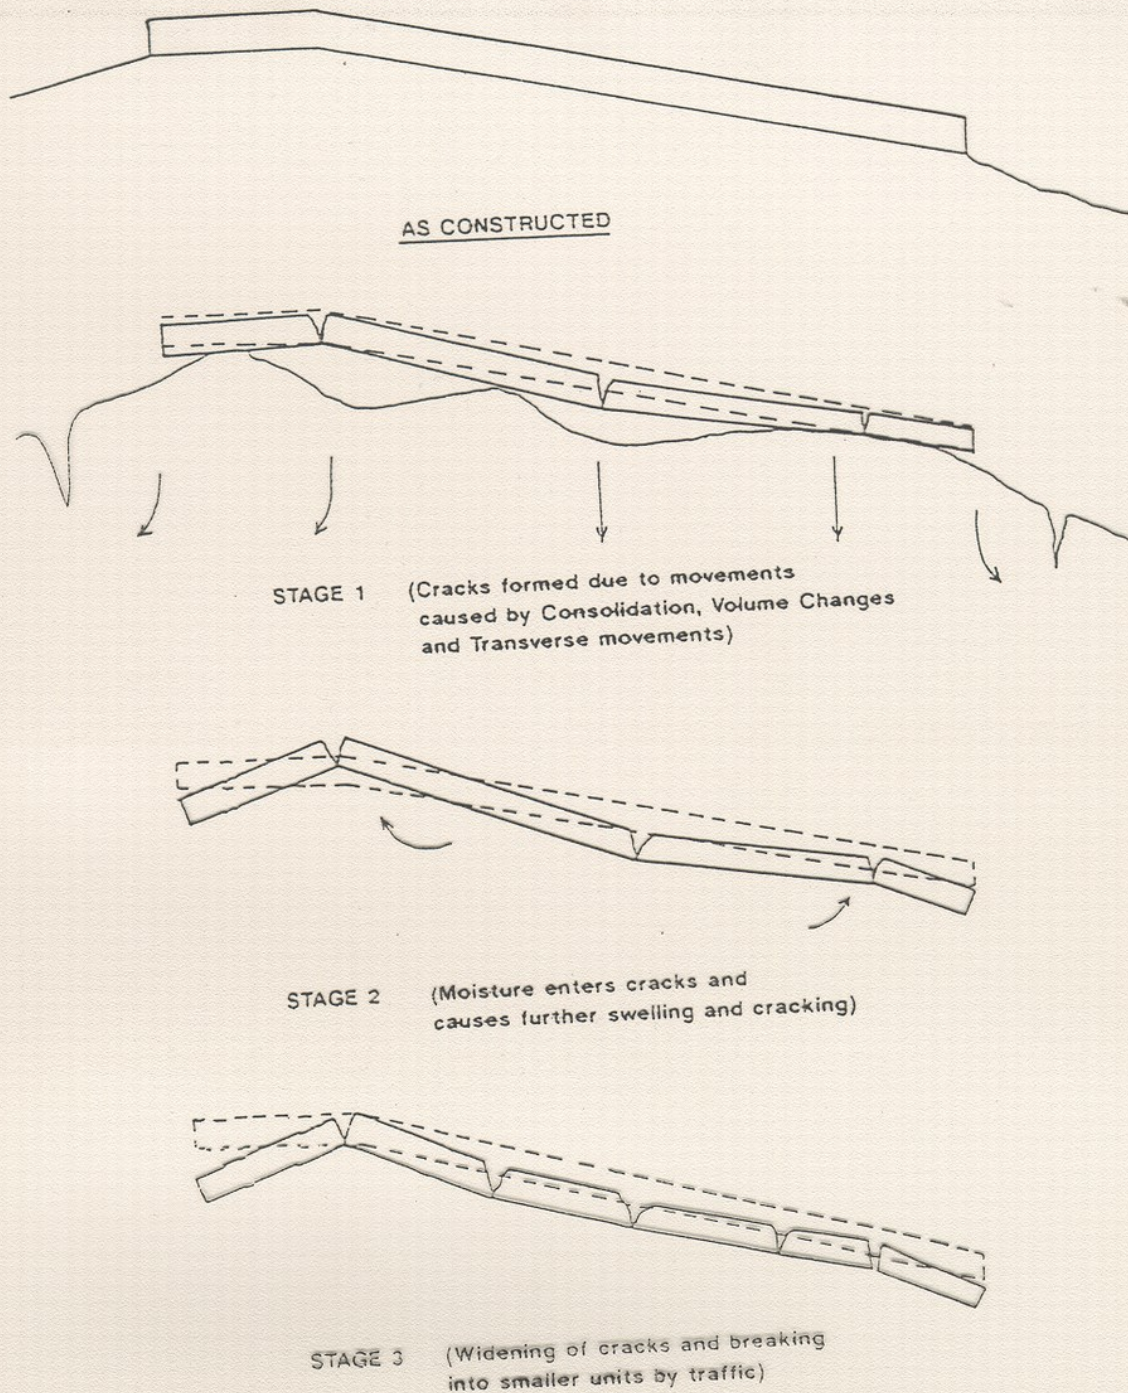 AS CONSTRUCTED
STAGE 1 (Cracks formed due to movements
caused by Consolidation, Volume Changes
and Transverse movements)
STAGE 2 (Moisture enters cracks and
causes further swelling and cracking)
STAGE 3 (Widening of cracks and breaking
into smaller units by traffic)